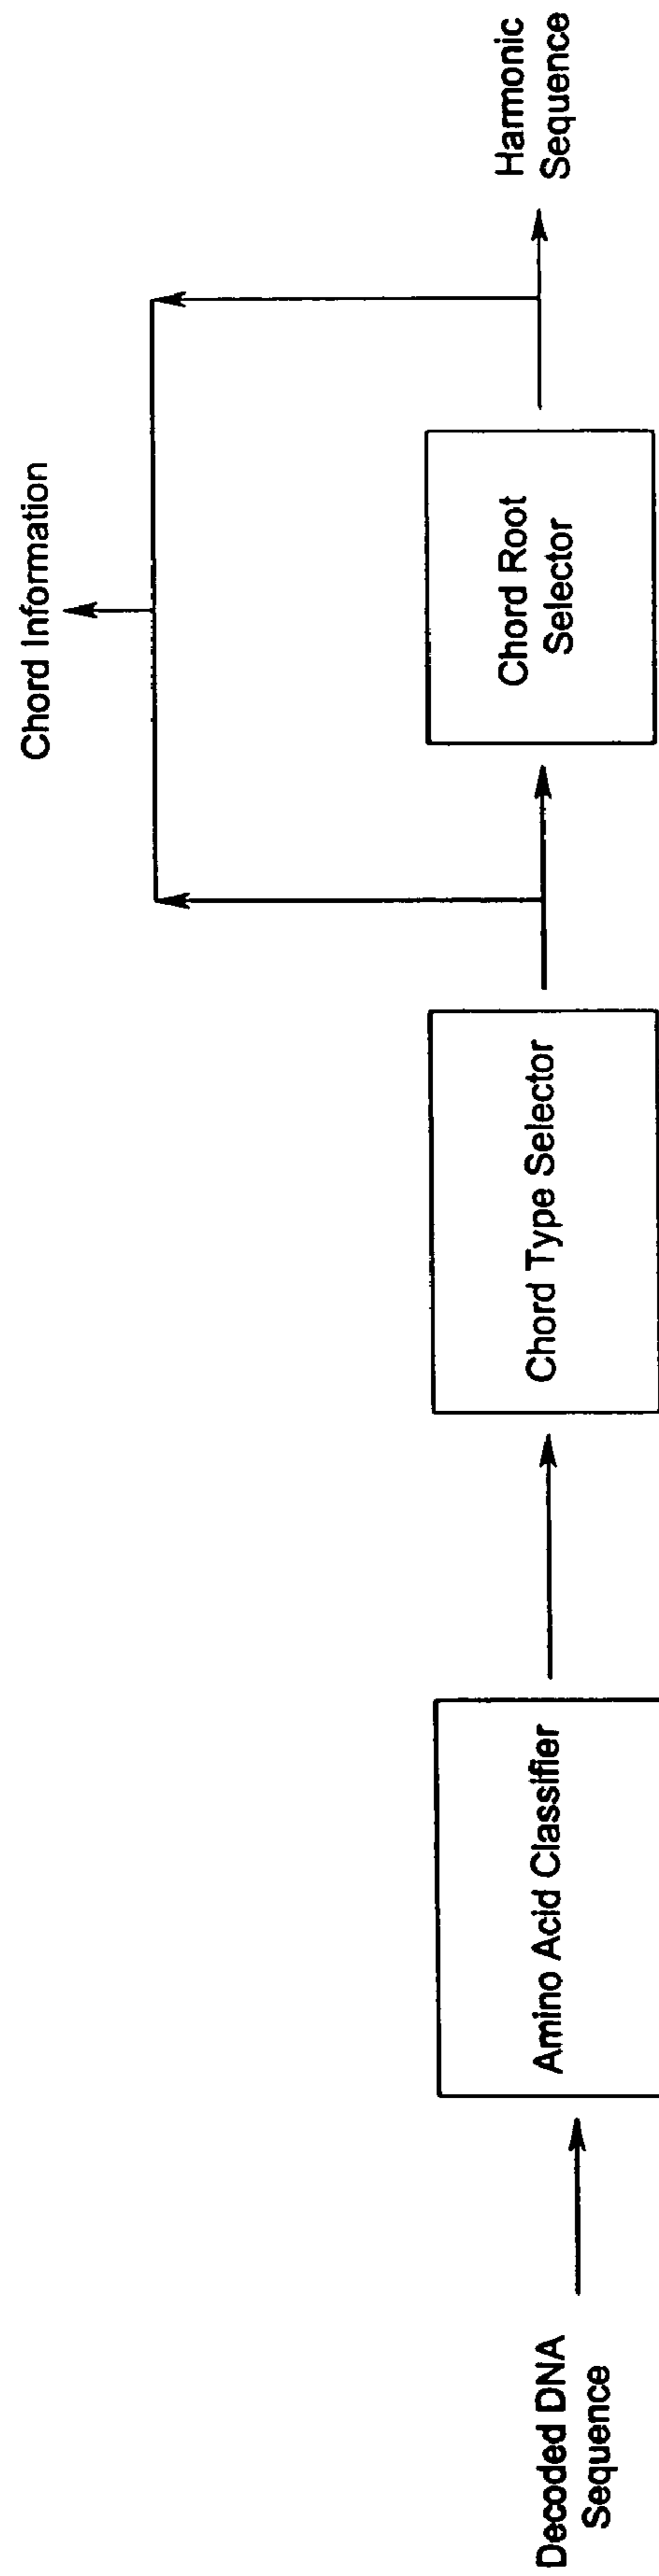 Chord Information
Decoded DNA
Sequence
Amino Acid Classifier
Chord Type Selector
Chord Root
Selector
Harmonic
Sequence